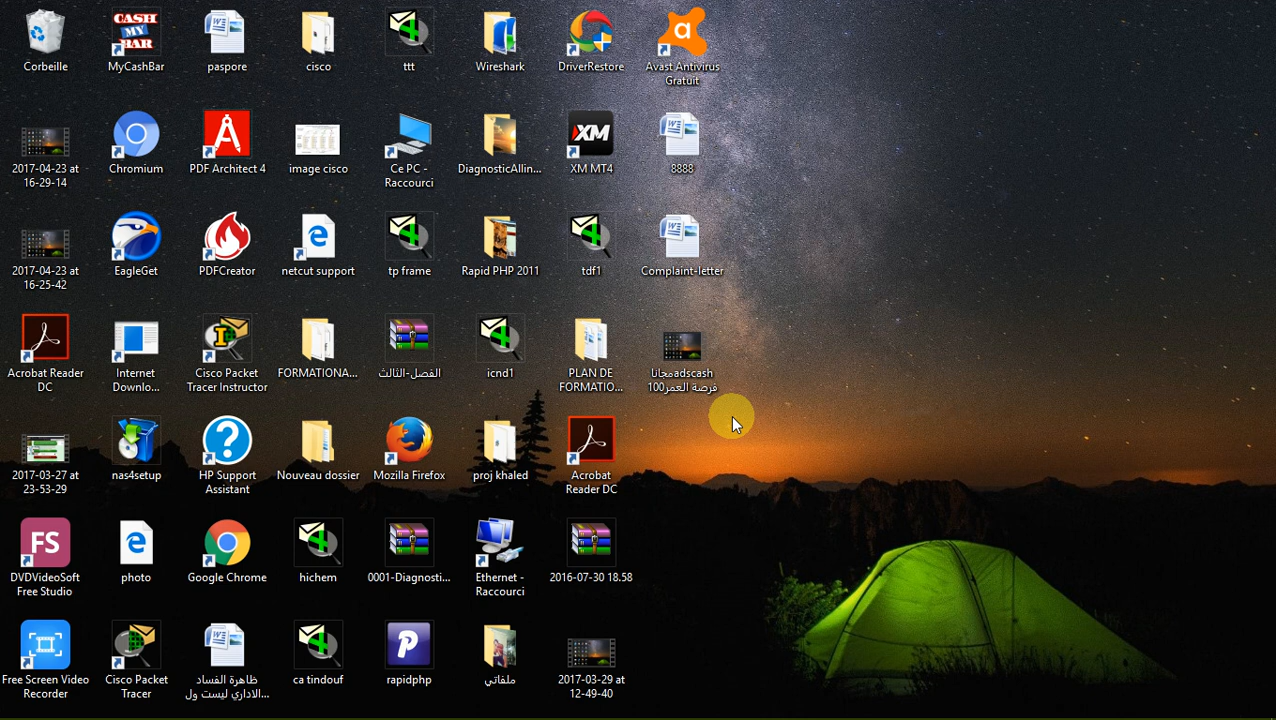 CASH
MY
BAR
Corbeille
MyCashBar
paspore
cisco
ttt
Wireshark
DriverRestore
Avast Antivirus
Gratuit
XM
2017-04-23 at
16-29-14
Chromium
PDF Architect 4
image cisco
Ce PC -
Raccourci
DiagnosticAllin...
XM MT4
8888
2017-04-23 at
16-25-42
EagleGet
PDFCreator
netcut support
tp frame
Rapid PHP 2011
tdf1
Complaint-letter
Acrobat Reader
DC
Internet
Downlo...
Cisco Packet
Tracer Instructor
FORMATIONA...
الفصل-الثالث
icnd1
PLAN DE
FORMATIO...
adscashمجانا
فرصة العمر100
2017-03-27 at
23-53-29
nas4setup
HP Support
Assistant
Nouveau dossier
Mozilla Firefox
proj khaled
Acrobat
Reader DC
FS
DVDVideoSoft
Free Studio
photo
Google Chrome
hichem
0001-Diagnosti...
Ethernet -
Raccourci
2016-07-30 18.58
Free Screen Video
Recorder
Cisco Packet
Tracer
ظاهرة الفساد
الاداري ليست ول...
ca tindouf
rapidphp
ملفاتي
2017-03-29 at
12-49-40